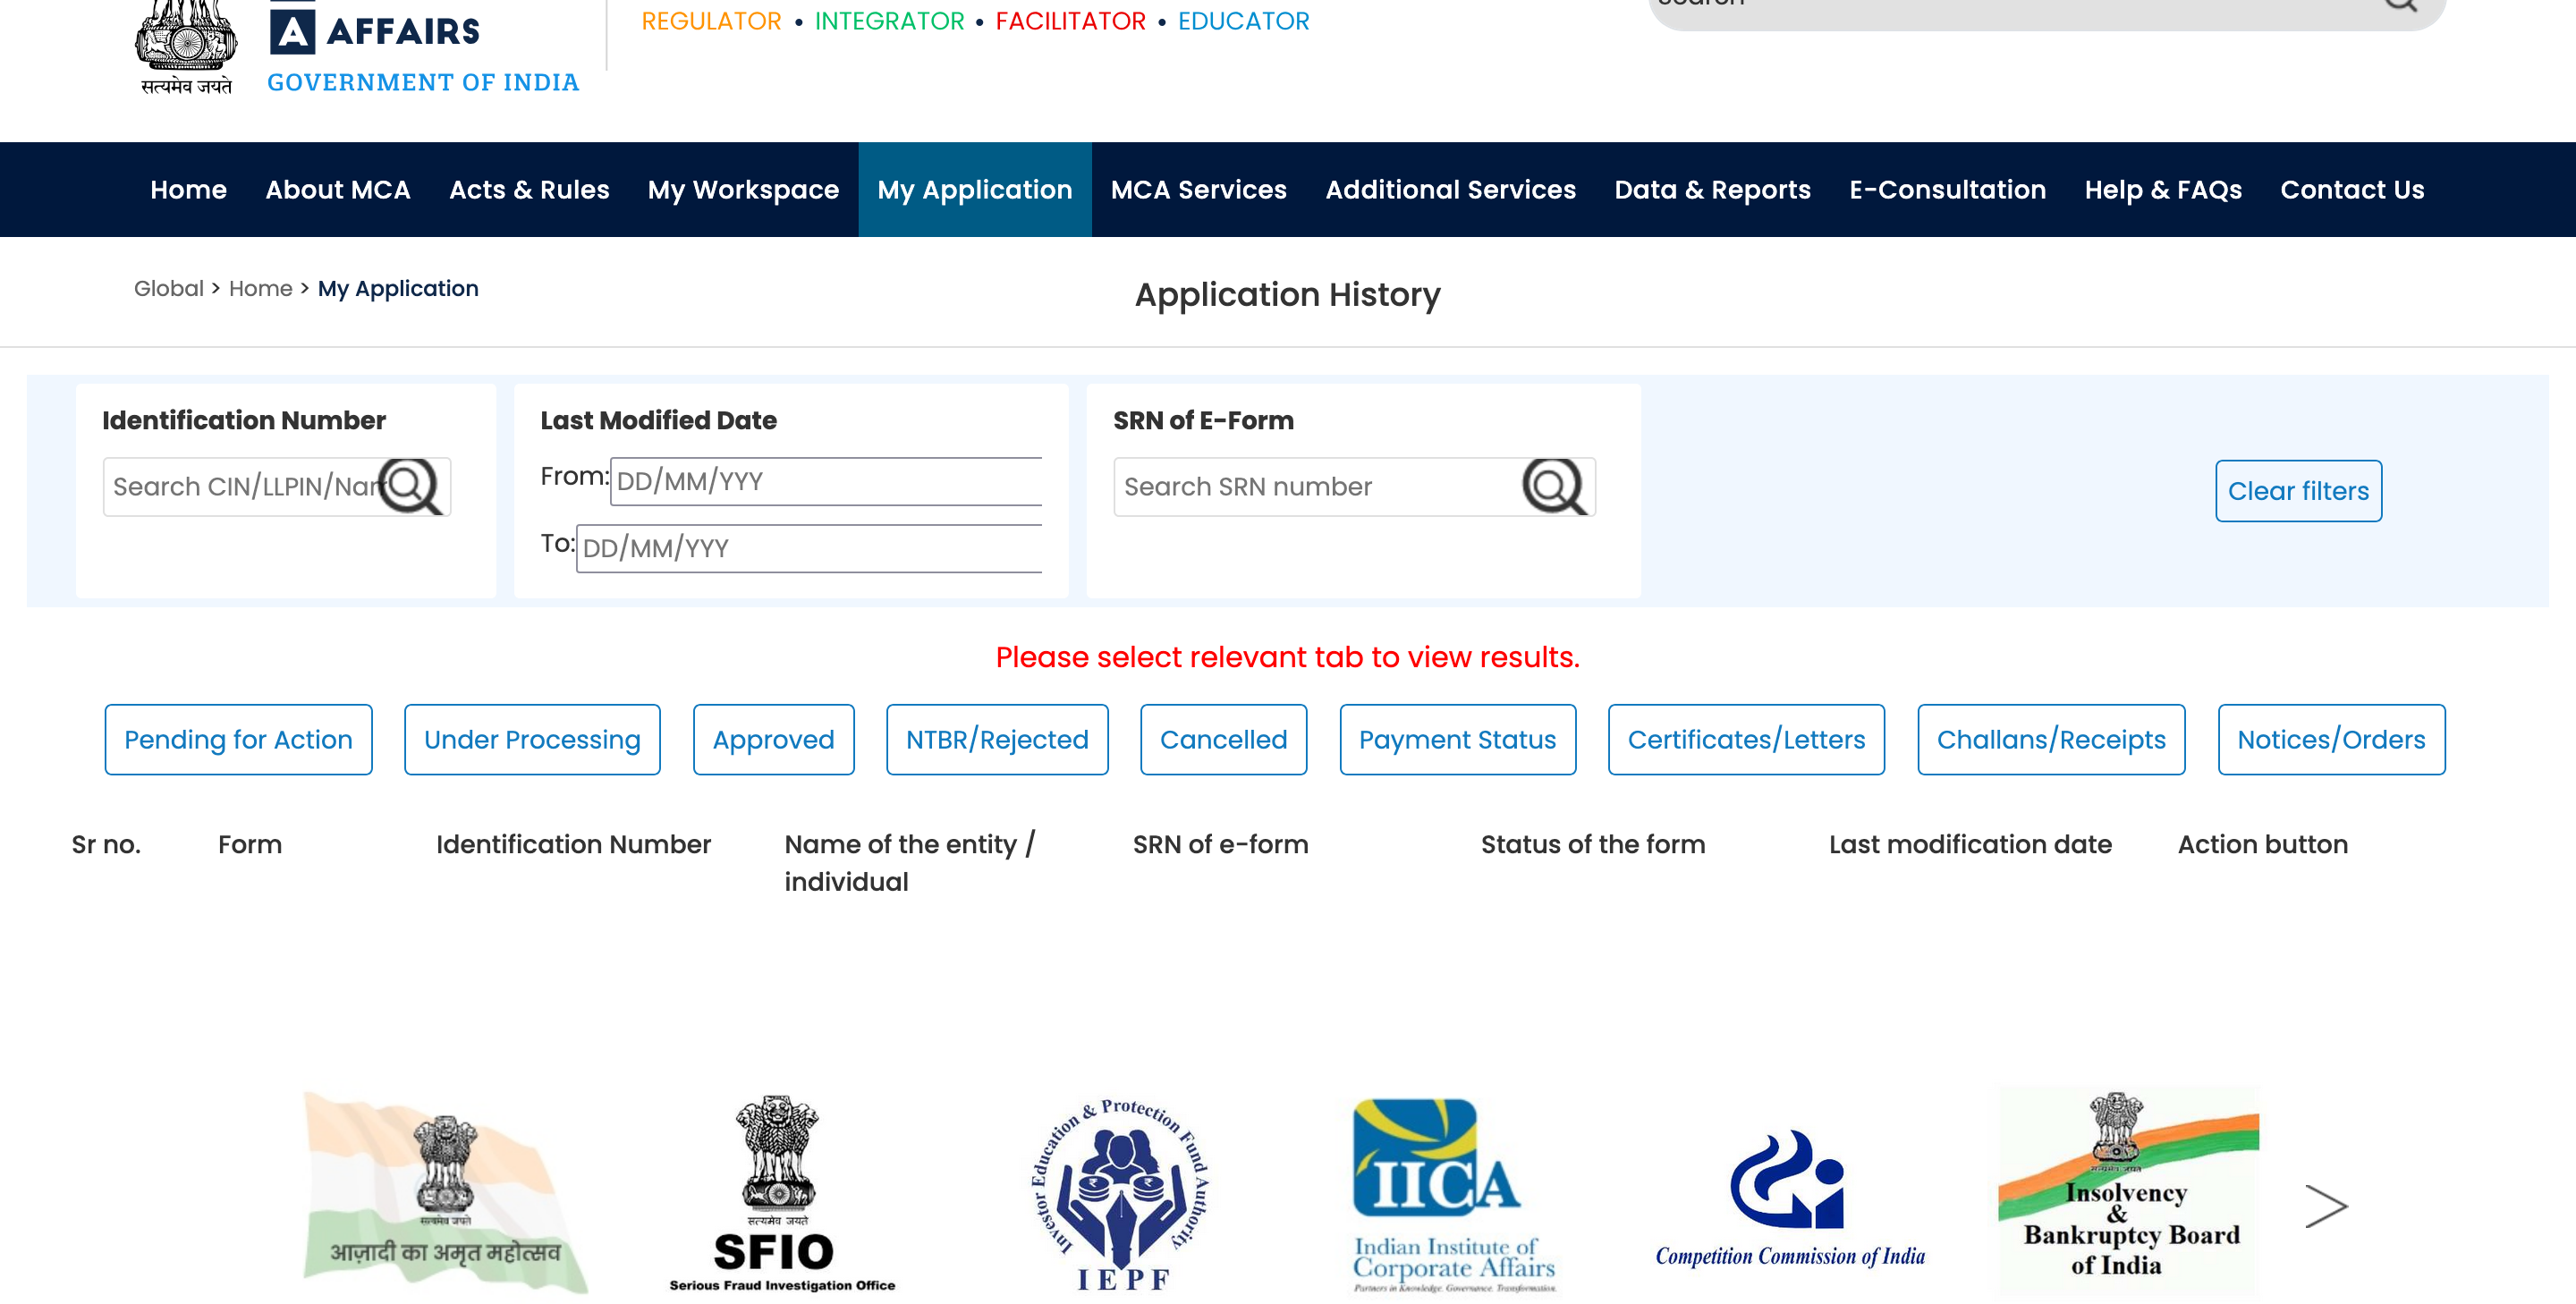 Search
A AFFAIRS
REGULATOR • INTEGRATOR • FACILITATOR • EDUCATOR
सत्यमेव जयते
GOVERNMENT OF INDIA
Home About MCA Acts & Rules My Workspace My Application MCA Services Additional Services Data & Reports E-Consultation Help & FAQs Contact Us
Global > Home > My Application
Application History
Identification Number
Search CIN/LLPIN/Nam
Last Modified Date
From: DD/MM/YYY
To: DD/MM/YYY
SRN of E-Form
Search SRN number
Clear filters
Please select relevant tab to view results.
Pending for Action Under Processing Approved NTBR/Rejected Cancelled Payment Status Certificates/Letters Challans/Receipts Notices/Orders
Sr no. Form Identification Number Name of the entity / individual SRN of e-form Status of the form Last modification date Action button
सत्यमेव जयते
आज़ादी का अमृत महोत्सव
सत्यमेव जयते
SFIO
Serious Fraud Investigation Office
Investor Education & Protection Fund Authority
IEPF
IICA
Indian Institute of
Corporate Affairs
Partners in Knowledge. Governance. Transformation.
Competition Commission of India
सत्यमेव जयते
Insolvency
&
Bankruptcy Board
of India
>